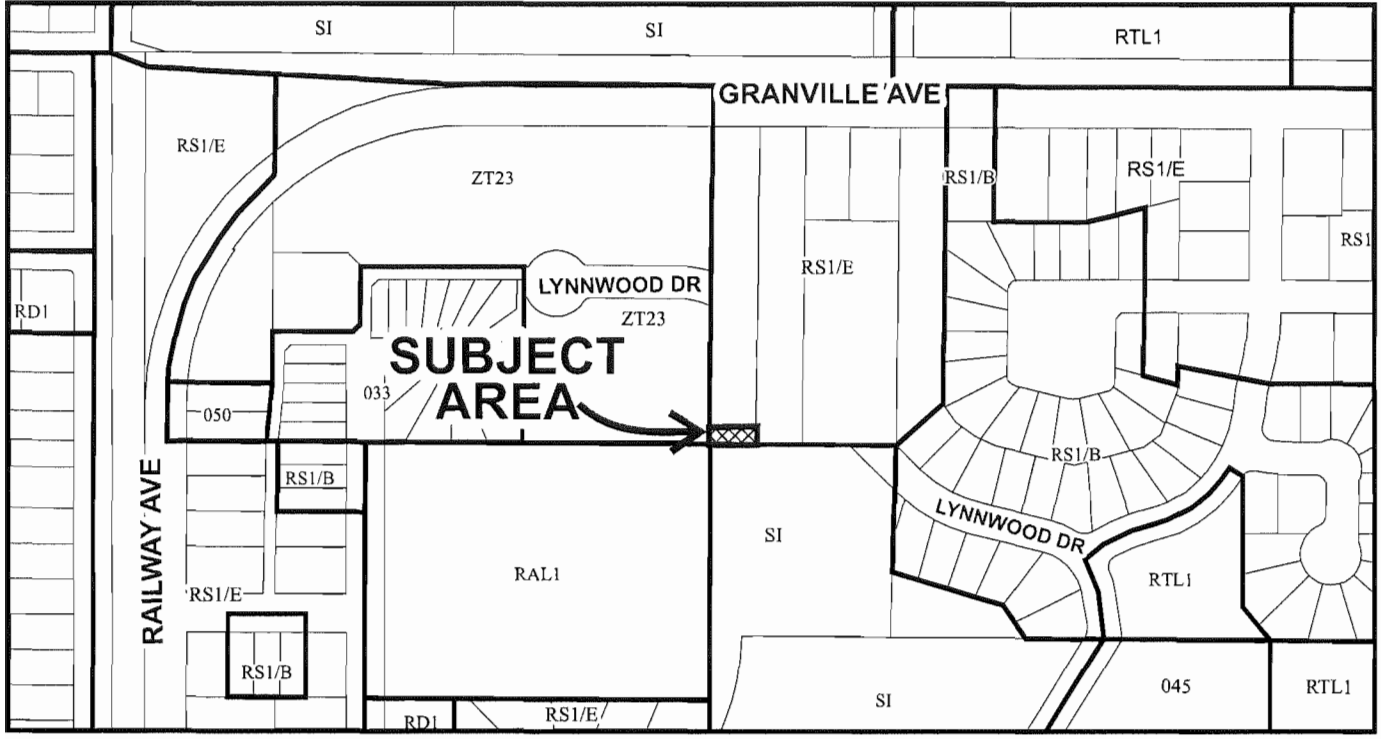 SI
SI
RTL1
GRANVILLE AVE
RS1/E
ZT23
RS1/B
RS1/E
RS1
RS1/E
LYNNWOOD DR
ZT23
RD1
SUBJECT
AREA
033
050
RS1/B
RS1/B
LYNNWOOD DR
SI
RAL1
RTL1
RAILWAY AVE
RS1/E
RS1/B
SI
045
RTL1
RD1
RS1/E